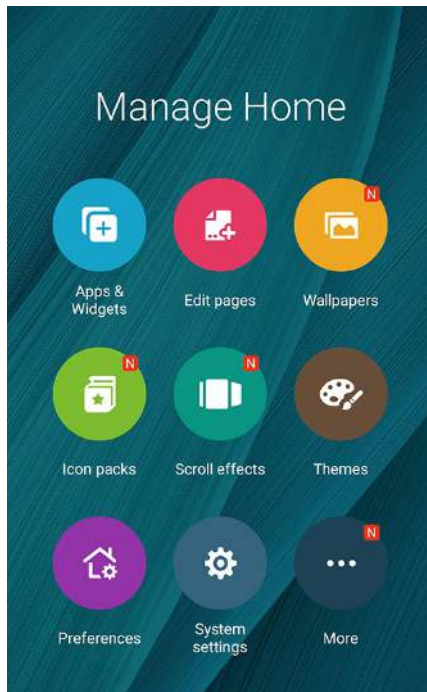 Manage Home
N
Apps &
Widgets
Edit pages
Wallpapers
N
N
Icon packs
Scroll effects
Themes
N
Preferences
System
settings
More